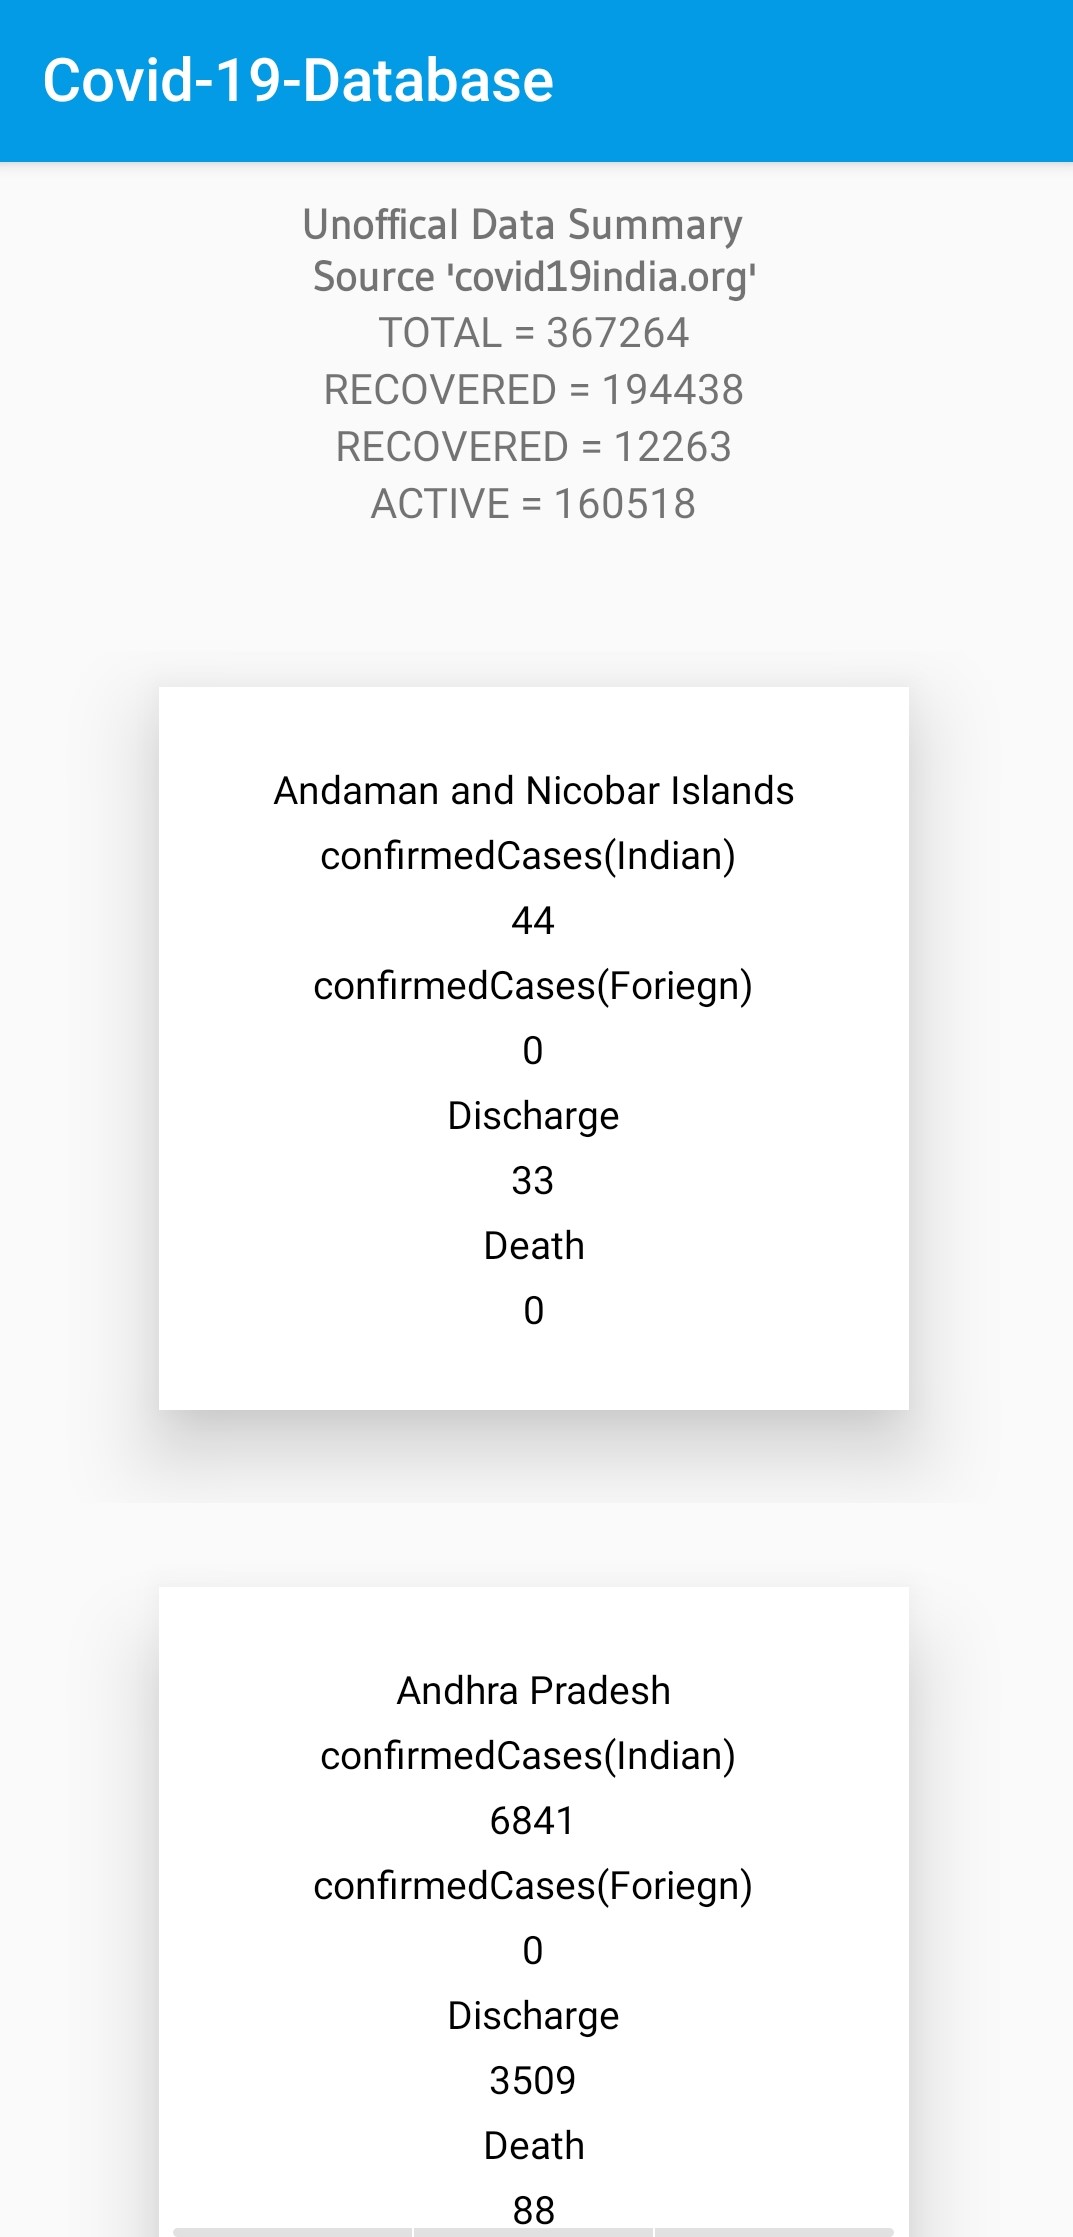 Covid-19-Database
Unoffical Data Summary
Source 'covid19india.org'
TOTAL = 367264
RECOVERED = 194438
RECOVERED = 12263
ACTIVE = 160518
Andaman and Nicobar Islands
confirmedCases(Indian)
44
confirmedCases(Foriegn)
0
Discharge
33
Death
0
Andhra Pradesh
confirmedCases(Indian)
6841
confirmedCases(Foriegn)
0
Discharge
3509
Death
88